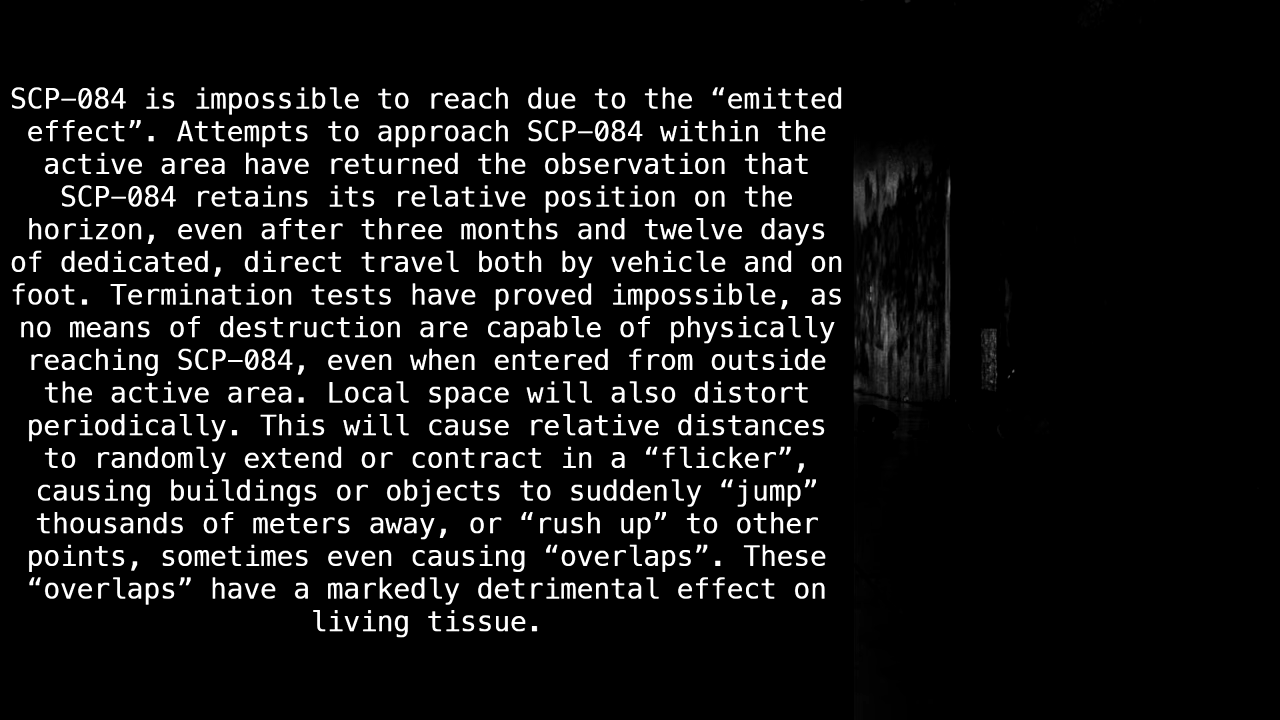 SCP–084 is impossible to reach due to the “emitted
effect”. Attempts to approach SCP–084 within the
active area have returned the observation that
SCP–084 retains its relative position on the
horizon, even after three months and twelve days
of dedicated, direct travel both by vehicle and on
foot. Termination tests have proved impossible, as
no means of destruction are capable of physically
reaching SCP–084, even when entered from outside
the active area. Local space will also distort
periodically. This will cause relative distances
to randomly extend or contract in a “flicker”,
causing buildings or objects to suddenly “jump”
thousands of meters away, or “rush up” to other
points, sometimes even causing “overlaps”. These
“overlaps” have a markedly detrimental effect on
living tissue.